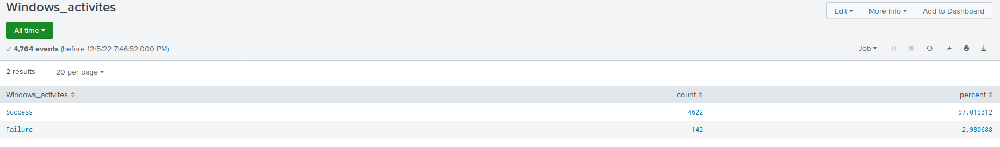 Windows_activites
Edit More Info Add to Dashboard
All time
4,764 events (before 12/5/22 7:46:52.000 PM)
Job
2 results 20 per page
Windows_activites count percent
Success 4622 97.019312
Failure 142 2.980688